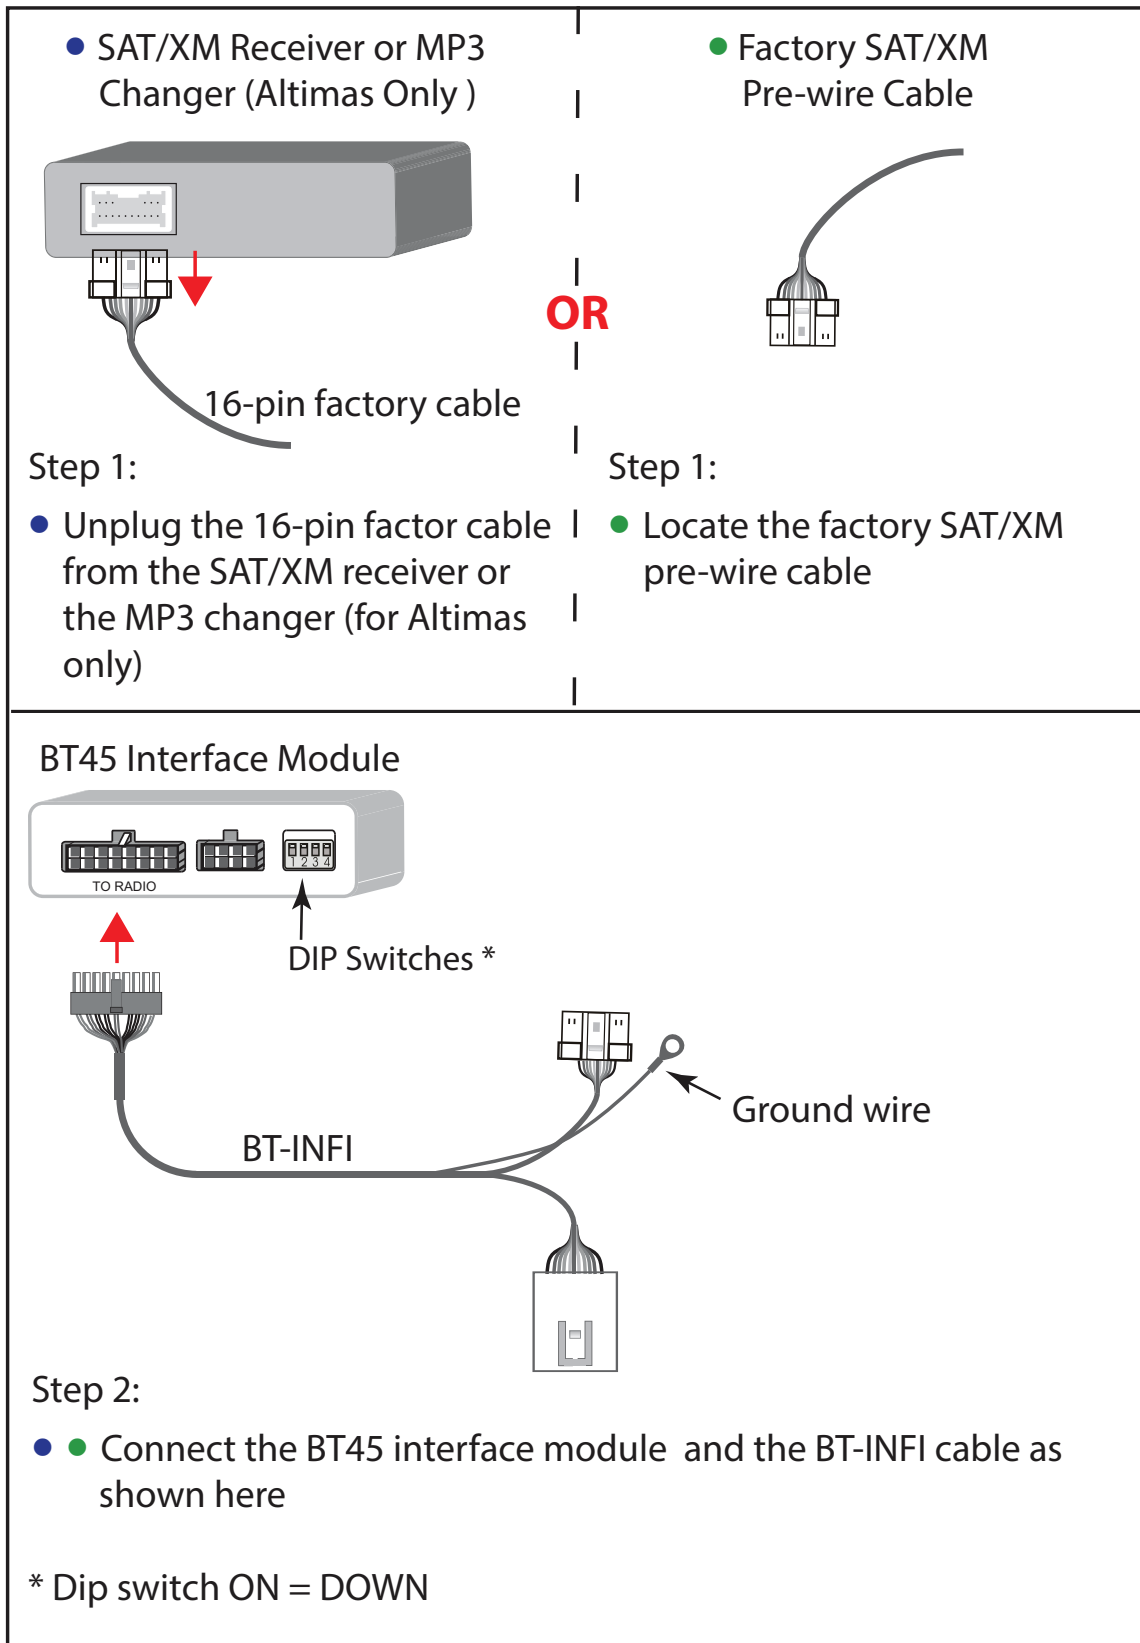 • SAT/XM Receiver or MP3
Changer (Altimas Only )
16-pin factory cable
Step 1:
• Unplug the 16-pin factor cable
from the SAT/XM receiver or
the MP3 changer (for Altimas
only)
OR
• Factory SAT/XM
Pre-wire Cable
Step 1:
• Locate the factory SAT/XM
pre-wire cable
BT45 Interface Module
1 2 3 4
TO RADIO
DIP Switches *
Ground wire
BT-INFI
Step 2:
• • Connect the BT45 interface module and the BT-INFI cable as
shown here
* Dip switch ON = DOWN